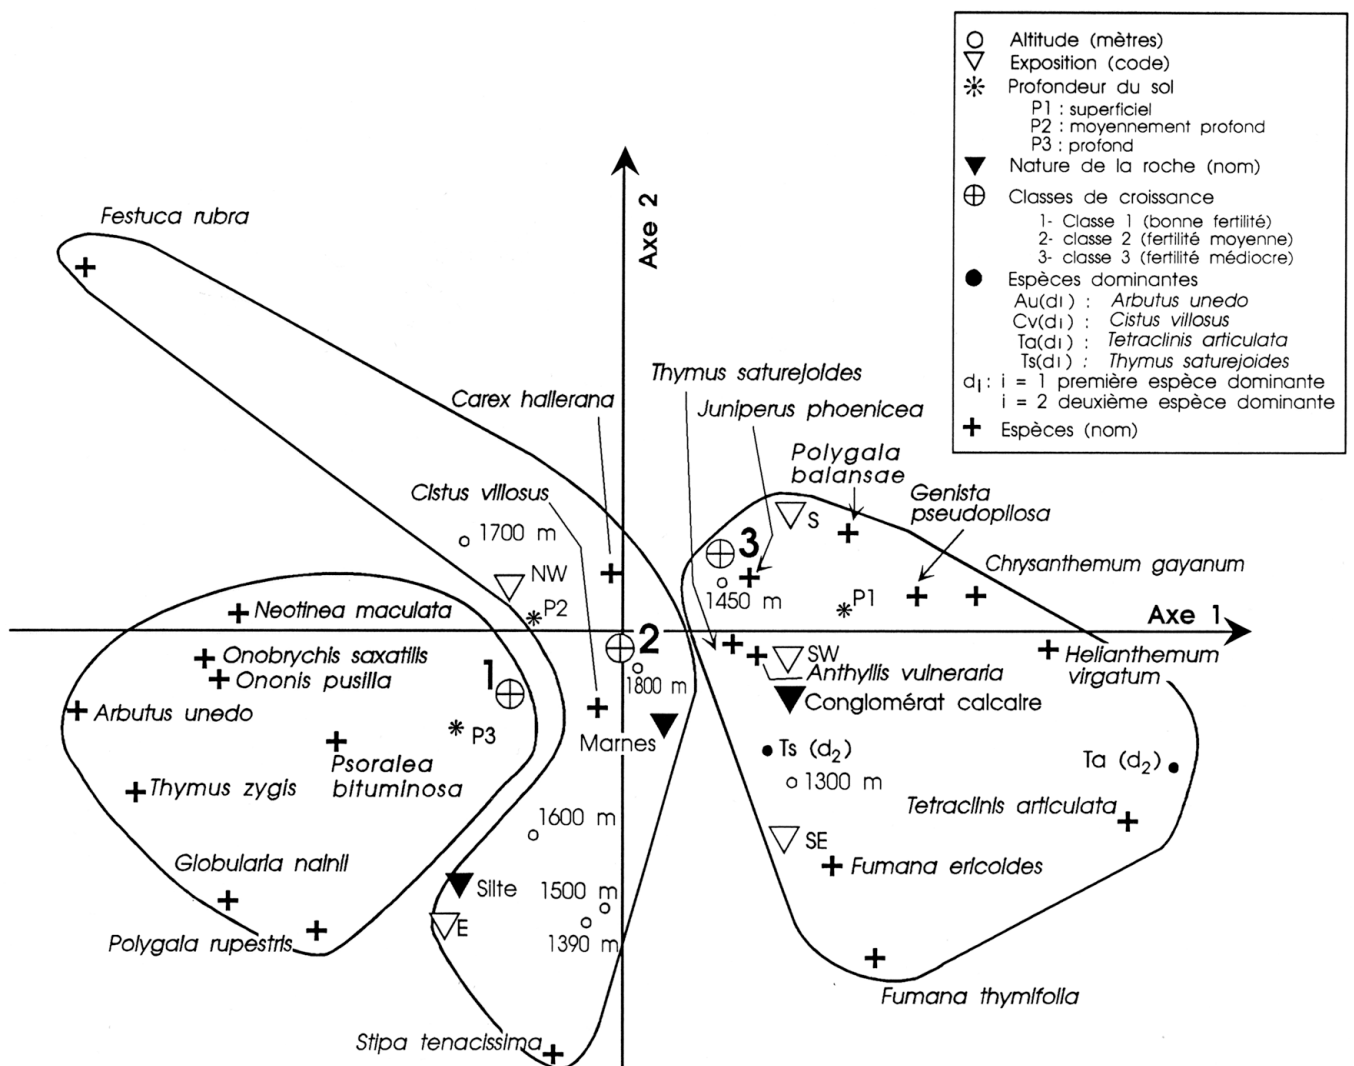 Altitude (mètres)
Exposition (code)
Profondeur du sol
P1 : superficiel
P2 : moyennement profond
P3 : profond
Nature de la roche (nom)
Classes de croissance
1- Classe 1 (bonne fertilité)
2- classe 2 (fertilité moyenne)
3- classe 3 (fertilité médiocre)
Espèces dominantes
Au(d1) : Arbutus unedo
Cv(d1) : Cistus villosus
Ta(d1) : Tetraclinis articulata
Ts(d1) : Thymus saturejoides
d1 : i = 1 première espèce dominante
i = 2 deuxième espèce dominante
Espèces (nom)
Axe 2
Festuca rubra
Thymus saturejoides
Carex hallerana
Juniperus phoenicea
Polygala
balansae
Cistus villosus
Genista
pseudopilosa
1700 m
S
3
Chrysanthemum gayanum
NW
1450 m
P1
Neotinea maculata
P2
Axe 1
2
Onobrychis saxatilis
SW
Helianthemum
virgatum
Ononis pusilla
1
1800 m
Anthyllis vulneraria
Arbutus unedo
Conglomérat calcaire
P3
Marnes
Ts (d2)
Ta (d2)
Psoralea
bituminosa
Thymus zygis
1300 m
Tetraclinis articulata
1600 m
SE
Globularia nainii
Fumana ericoides
Silte
1500 m
E
Polygala rupestris
1390 m
Fumana thymifolia
Stipa tenacissima